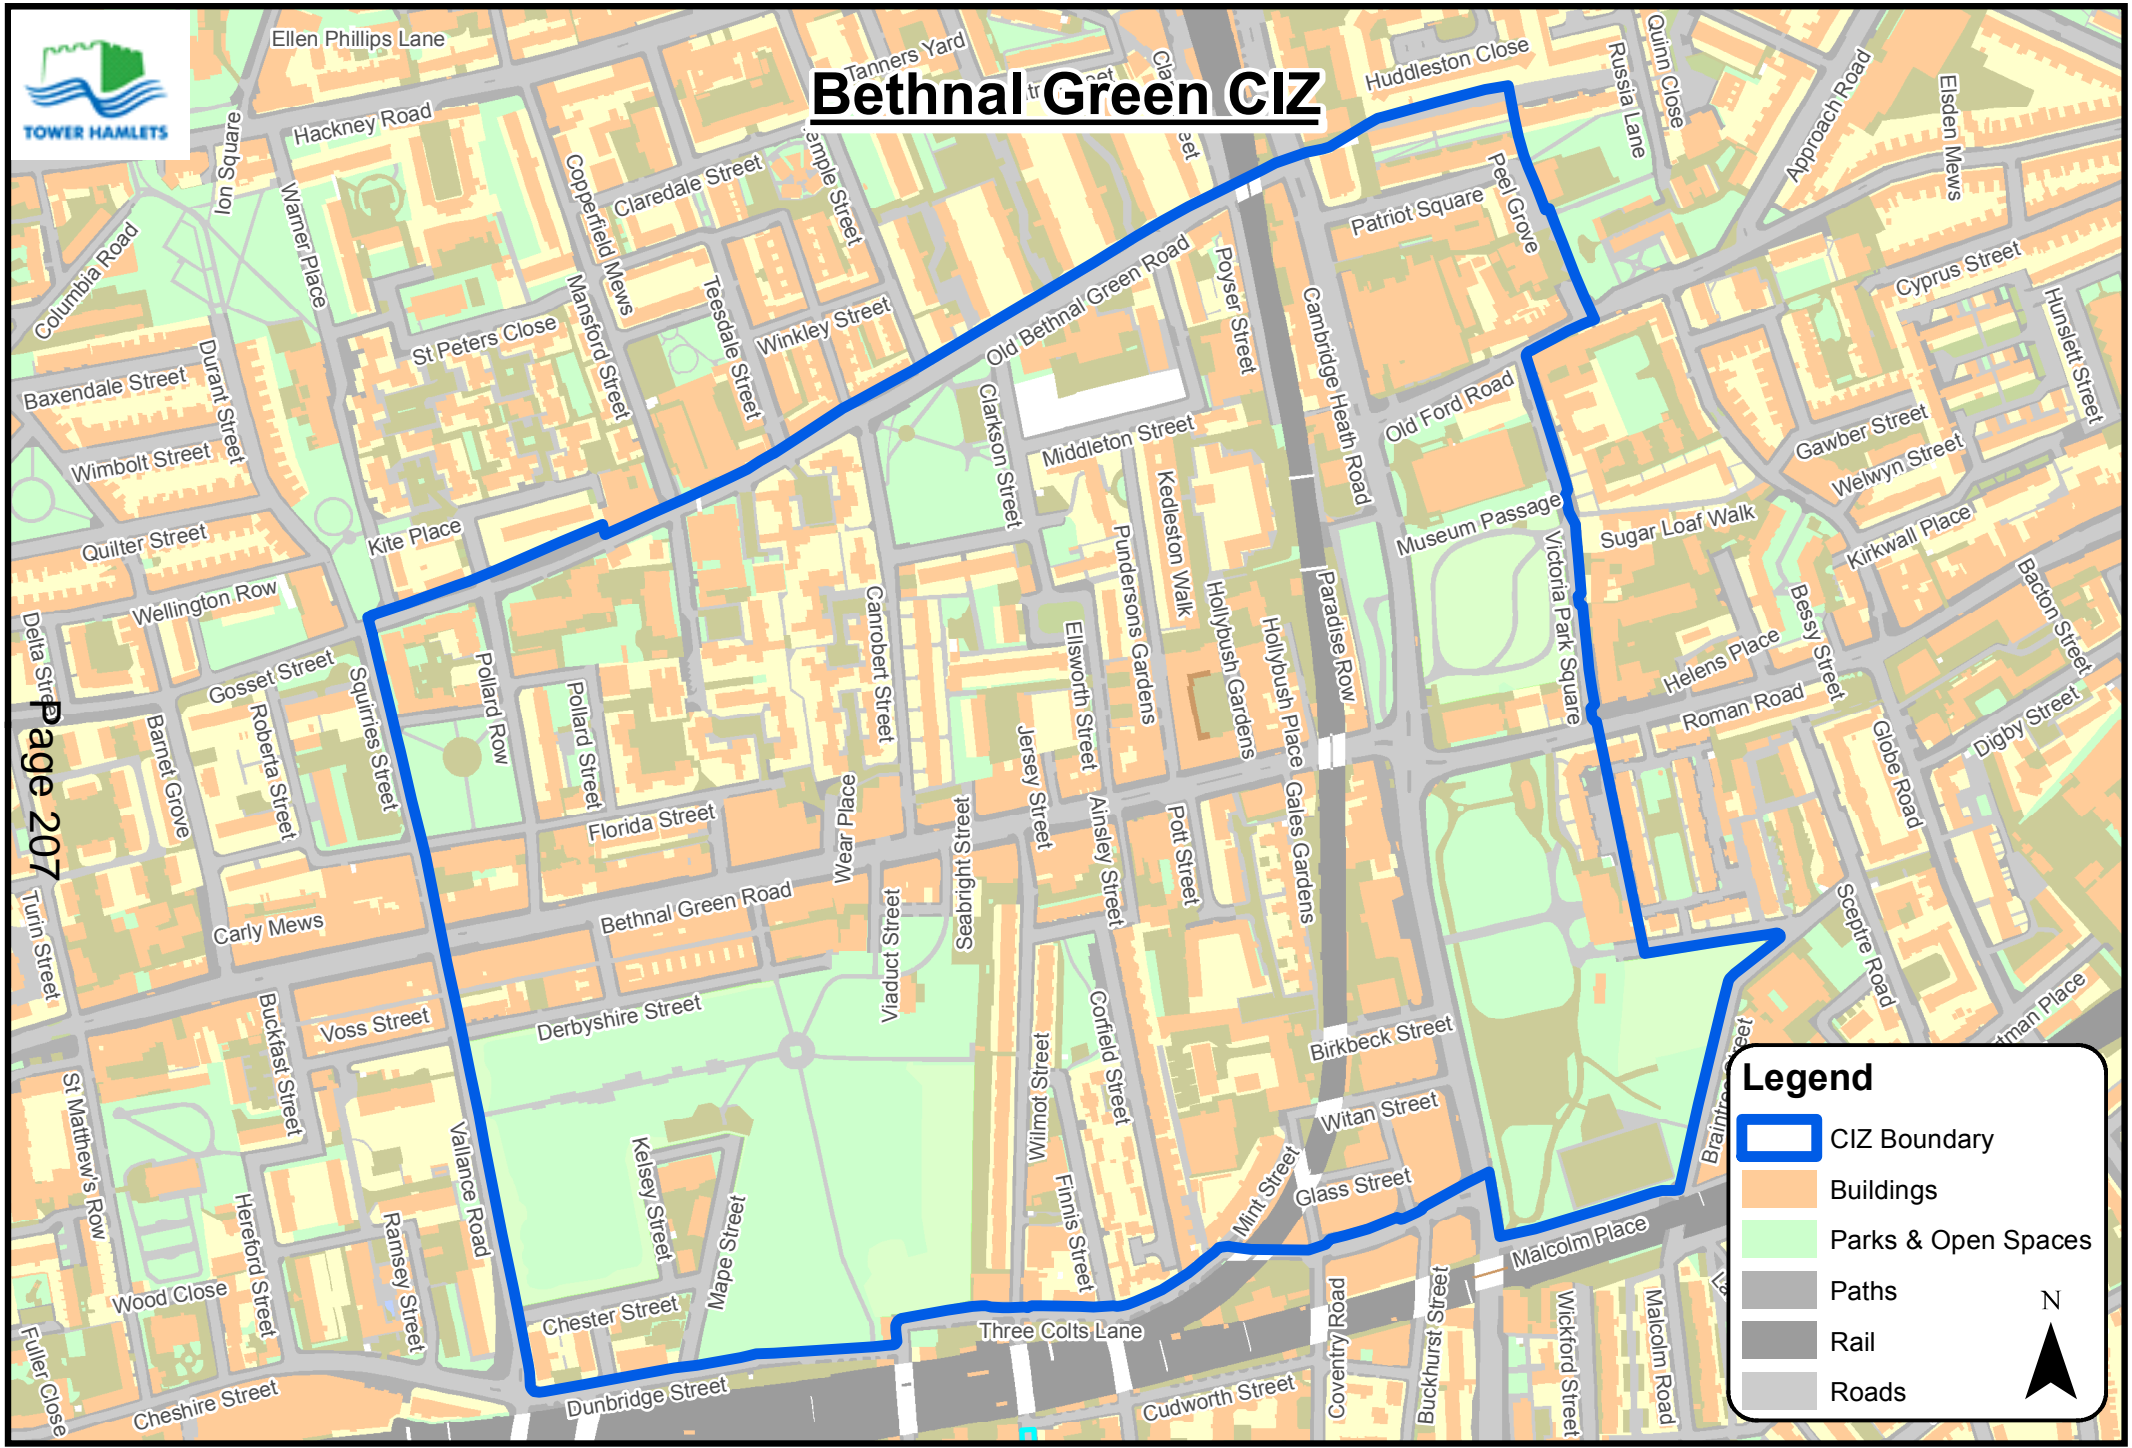 Bethnal Green CIZ
TOWER HAMLETS
Ellen Phillips Lane
Tanners Yard
Huddleston Close
Quinn Close
Russia Lane
Approach Road
Elsden Mews
Hackney Road
Ion Square
Warner Place
Copperfield Mews
Claredale Street
Temple Street
Patriot Square
Peel Grove
Columbia Road
Cyprus Street
Hunslett Street
St Peters Close
Mansford Street
Teesdale Street
Winkley Street
Old Bethnal Green Road
Poyser Street
Cambridge Heath Road
Baxendale Street
Durant Street
Clarkson Street
Middleton Street
Old Ford Road
Gawber Street
Welwyn Street
Wimbolt Street
Quilter Street
Kite Place
Kedleston Walk
Museum Passage
Sugar Loaf Walk
Kirkwall Place
Bacton Street
Wellington Row
Delta Street
Canrobert Street
Pundersons Gardens
Hollybush Gardens
Hollybush Place
Paradise Row
Victoria Park Square
Bessy Street
Helens Place
Roman Road
Digby Street
Globe Road
Gosset Street
Squirries Street
Pollard Row
Pollard Street
Ellsworth Street
Jersey Street
Page 207
Barnet Grove
Roberta Street
Florida Street
Wear Place
Seabright Street
Ainsley Street
Pott Street
Gales Gardens
Sceptre Road
Turin Street
Carly Mews
Bethnal Green Road
Viaduct Street
Buckfast Street
Voss Street
Derbyshire Street
Wilmot Street
Corfield Street
Birkbeck Street
Witan Street
St Matthew's Row
Vallance Road
Kelsey Street
Mape Street
Finnis Street
Mint Street
Glass Street
Malcolm Place
Hereford Street
Ramsey Street
Wood Close
Chester Street
Three Colts Lane
Coventry Road
Buckhurst Street
Wickford Street
Malcolm Road
Fuller Close
Cheshire Street
Dunbridge Street
Cudworth Street
Legend
CIZ Boundary
Buildings
Parks & Open Spaces
Paths
Rail
Roads
N